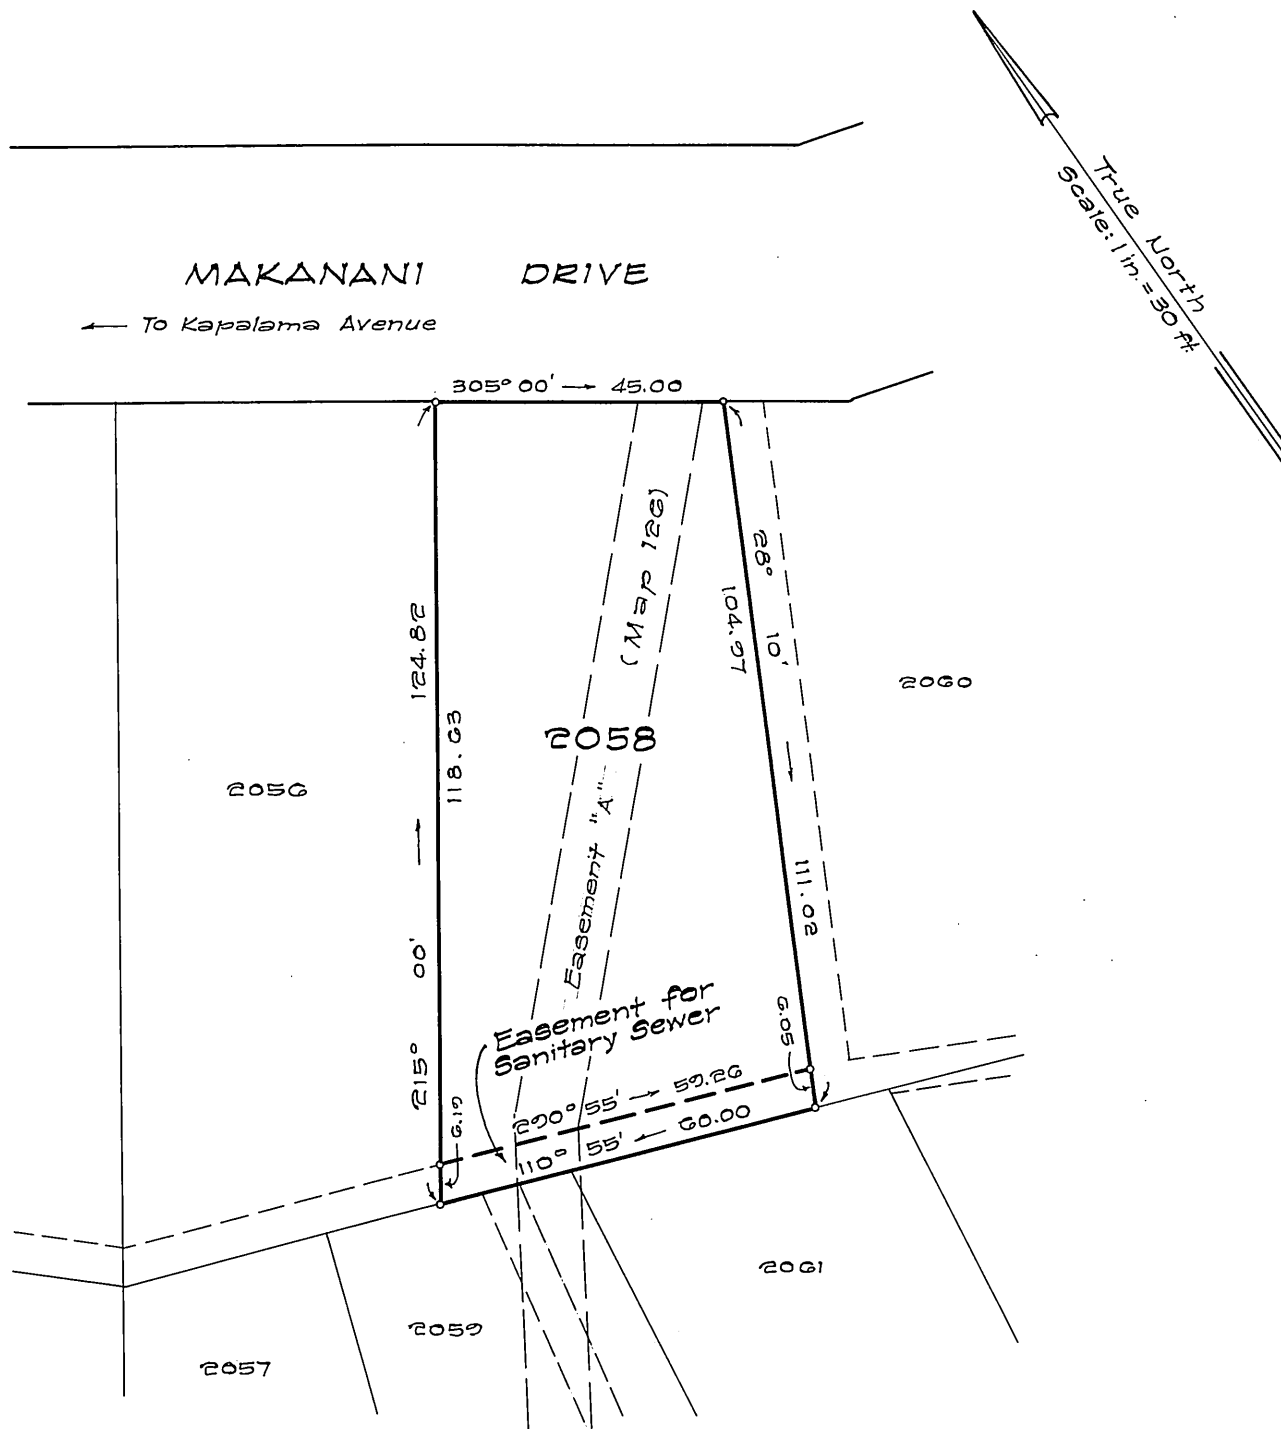 True North
Scale: 1 in. = 30 ft.
MAKANANI DRIVE
← To Kapalama Avenue
305° 00' → 45.00
(Map 126)
28° 10' →
104.97
124.82
118.63
2060
2058
2056
Easement "A"
111.02
215° 00' →
Easement for
Sanitary Sewer
6.05
6.19
290° 55' → 59.26
110° 55' ← 60.00
2061
2059
2057